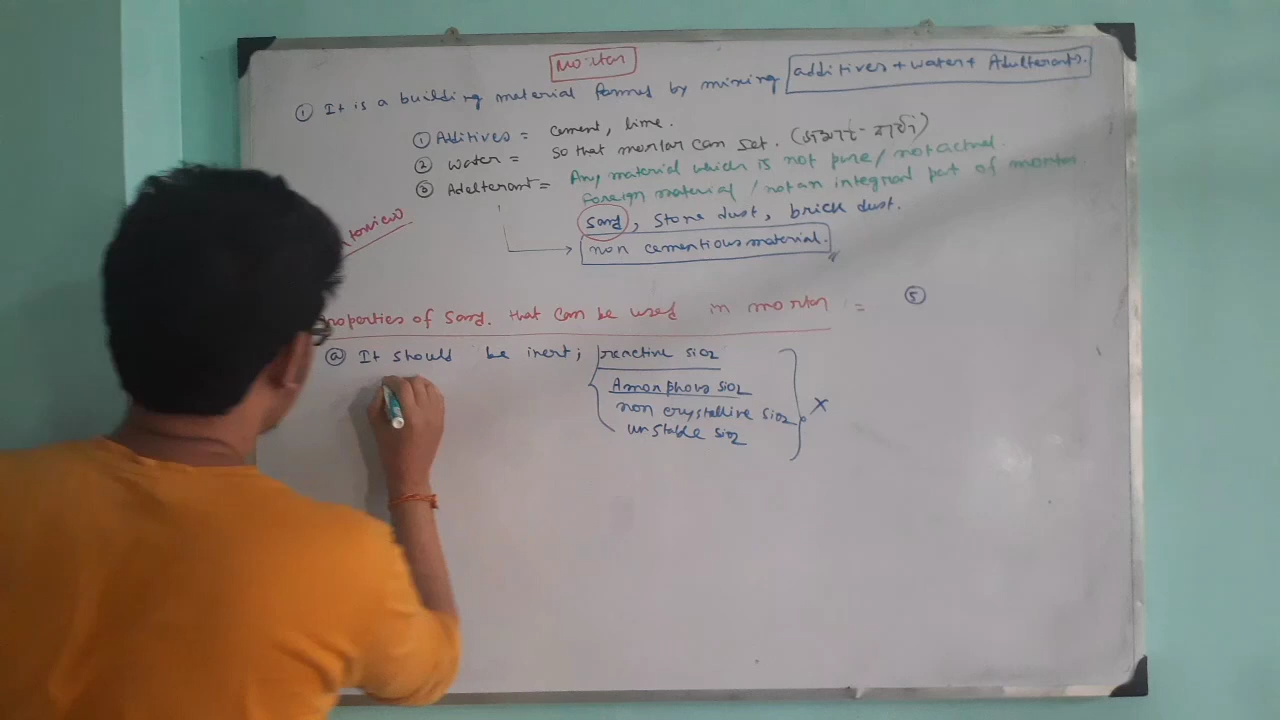 Mortar
① It is a building material formed by mixing additives + water + Adulterants.
① Additives = cement, lime.
② water = so that mortar can set.
③ Adulterant = Any material which is not pure / not actual.
foreign material / not an integral part of mortar.
sand, stone dust, brick dust.
non cementious material.
roperties of sand. that can be used in mortar = ⑤
ⓐ It should be inert; reactive sio2
Amorphous sio2
non crystalline sio2 x
unstable sio2